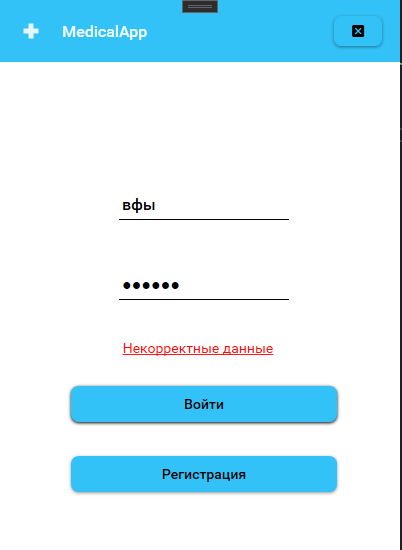 MedicalApp
вфы
●●●●●●
Некорректные данные
Войти
Регистрация